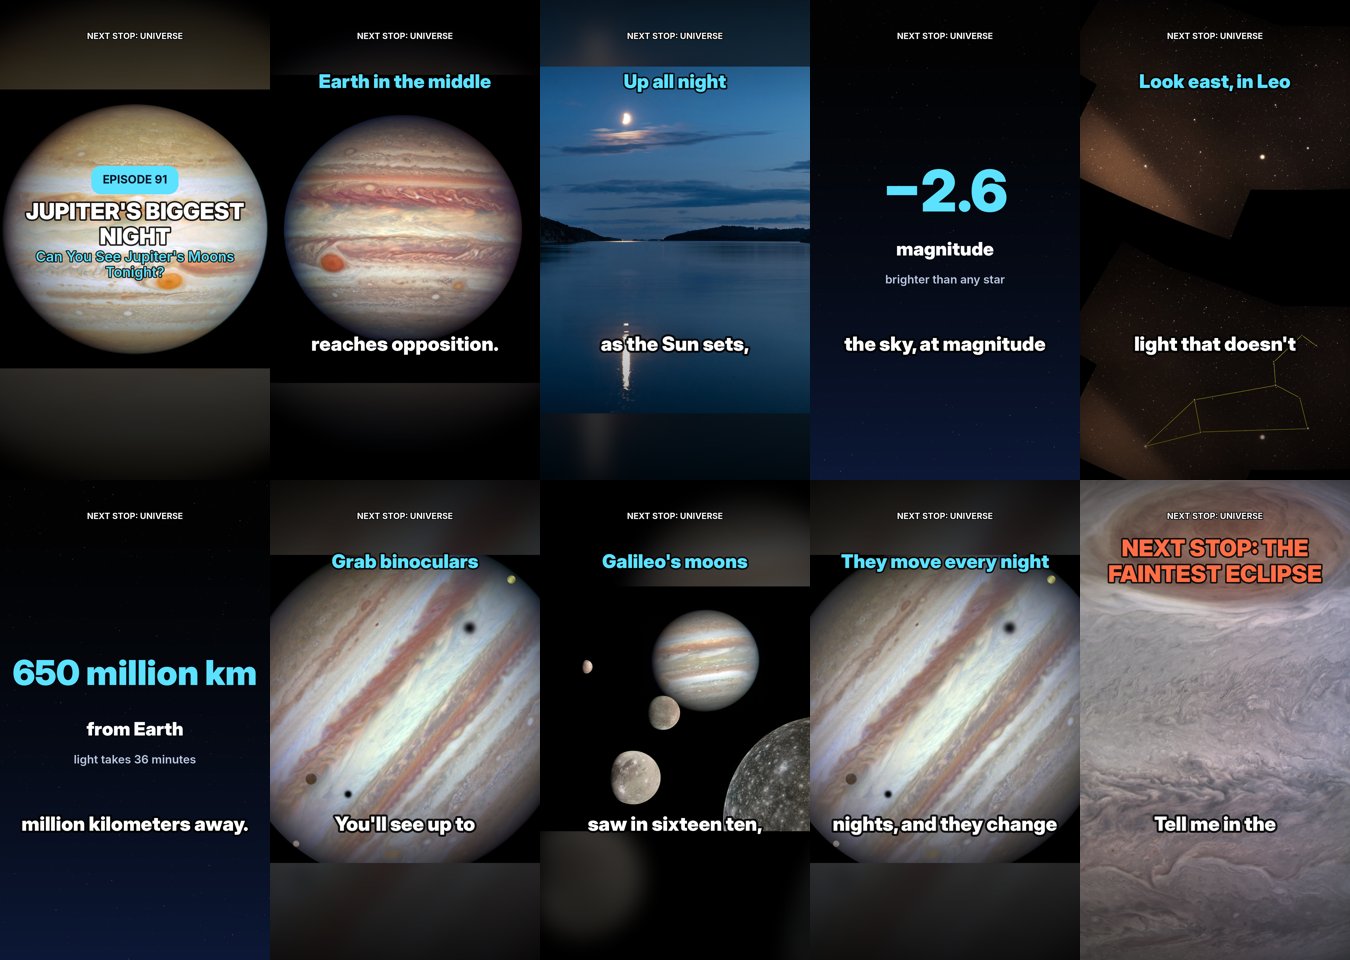 NEXT STOP: UNIVERSE
EPISODE 91
JUPITER'S BIGGEST
NIGHT
Can You See Jupiter's Moons
Tonight?
NEXT STOP: UNIVERSE
Earth in the middle
reaches opposition.
NEXT STOP: UNIVERSE
Up all night
as the Sun sets,
NEXT STOP: UNIVERSE
−2.6
magnitude
brighter than any star
the sky, at magnitude
NEXT STOP: UNIVERSE
Look east, in Leo
light that doesn't
NEXT STOP: UNIVERSE
650 million km
from Earth
light takes 36 minutes
million kilometers away.
NEXT STOP: UNIVERSE
Grab binoculars
You'll see up to
NEXT STOP: UNIVERSE
Galileo's moons
saw in sixteen ten,
NEXT STOP: UNIVERSE
They move every night
nights, and they change
NEXT STOP: UNIVERSE
NEXT STOP: THE
FAINTEST ECLIPSE
Tell me in the